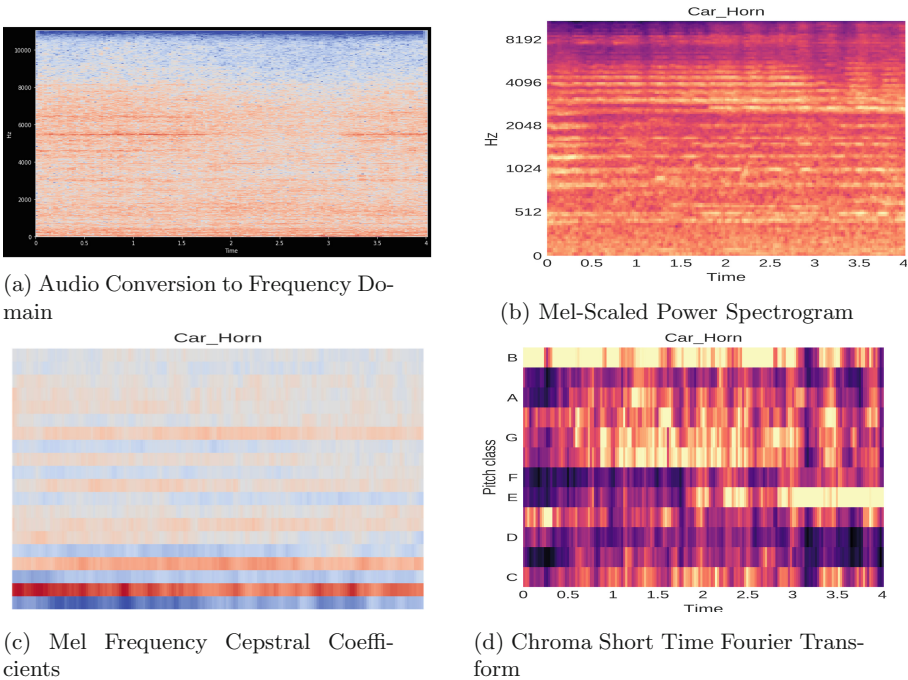 10000
8000
6000
4000
2000
0
Hz
0 0.5 1 1.5 2 2.5 3 3.5 4
Time
(a) Audio Conversion to Frequency Do-
main
Car_Horn
8192
4096
2048
1024
512
0
Hz
0 0.5 1 1.5 2 2.5 3 3.5 4
Time
(b) Mel-Scaled Power Spectrogram
Car_Horn
(c) Mel Frequency Cepstral Coeffi-
cients
Car_Horn
B
A
G
F
E
D
C
Pitch class
0 0.5 1 1.5 2 2.5 3 3.5 4
Time
(d) Chroma Short Time Fourier Trans-
form